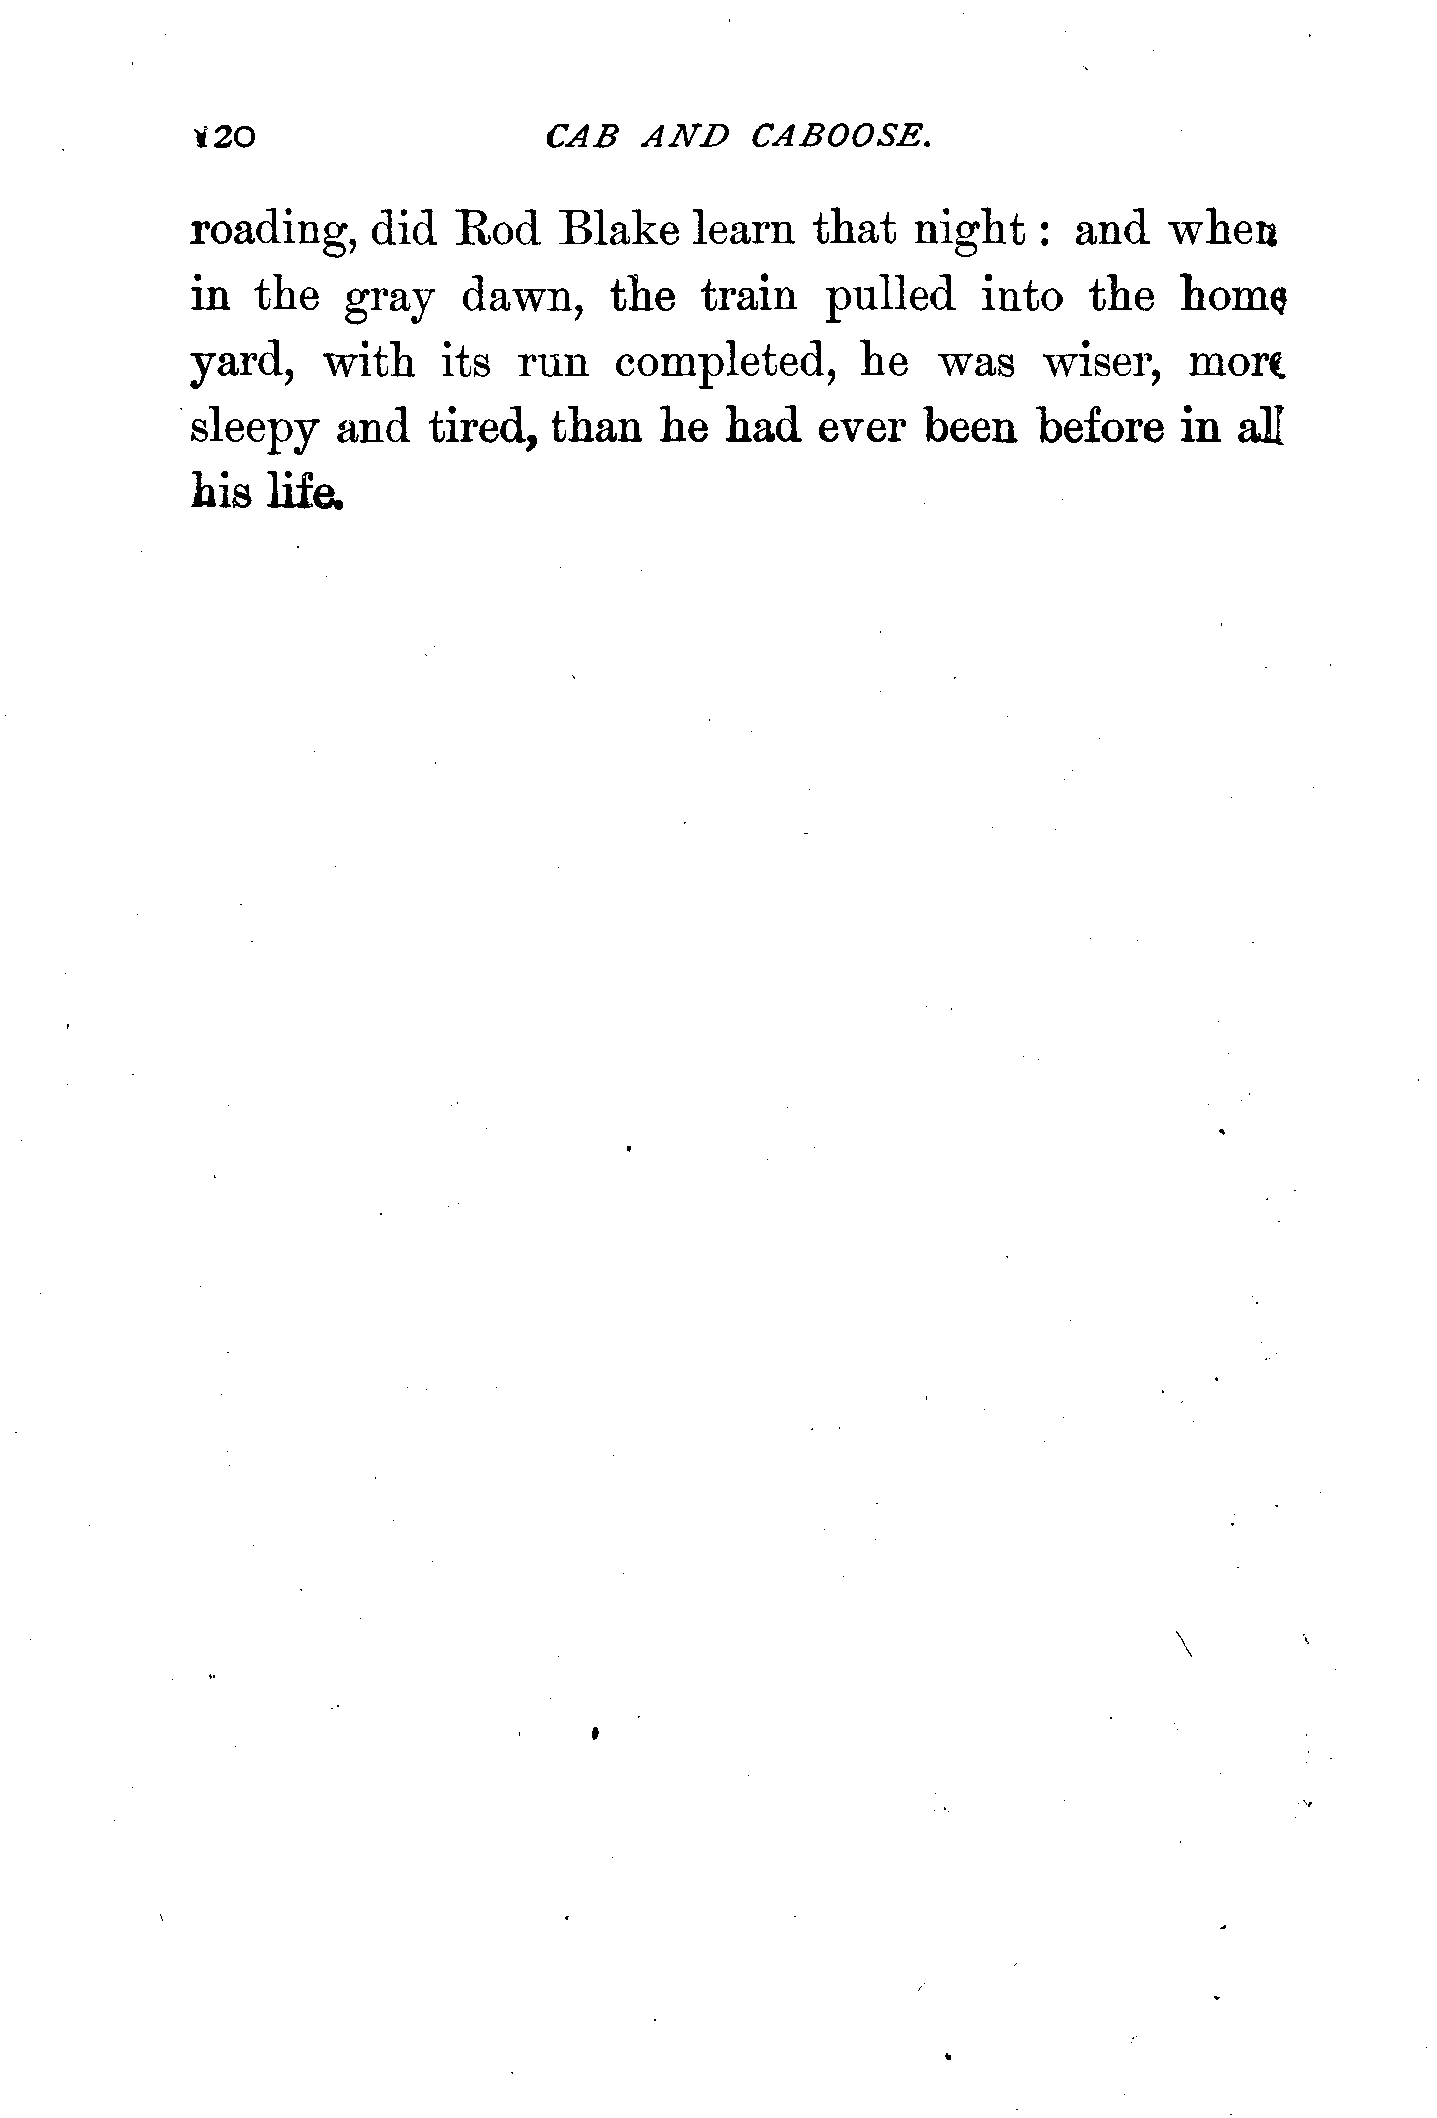 120 CAB AND CABOOSE.
roading, did Rod Blake learn that night : and when
in the gray dawn, the train pulled into the home
yard, with its run completed, he was wiser, more
sleepy and tired, than he had ever been before in all
his life.